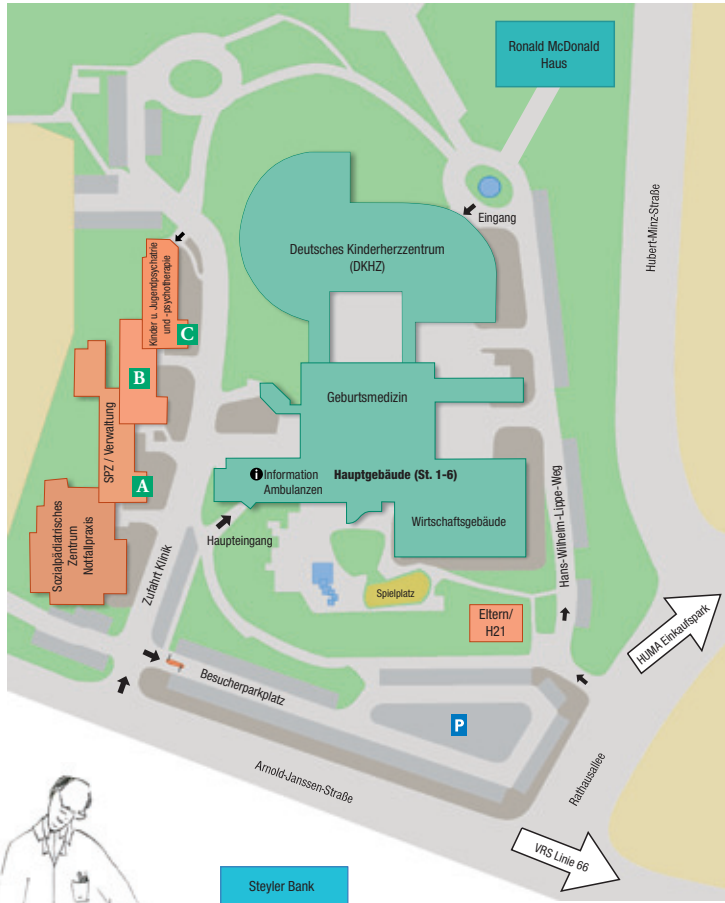 Ronald McDonald
Haus
Eingang
Hubert-Minz-Straße
Deutsches Kinderherzzentrum
(DKHZ)
Kinder u. Jugendpsychatrie
und -psychotherapie
C
B
Geburtsmedizin
SPZ / Verwaltung
A
i Information
Ambulanzen
Hauptgebäude (St. 1-6)
Wirtschaftsgebäude
Haupteingang
Hans-Wilhelm-Lippe-Weg
Sozialpädiatrisches
Zentrum
Notfallpraxis
Zufahrt Klinik
Spielplatz
Eltern/
H21
HUMA Einkaufspark
Besucherparkplatz
P
Arnold-Janssen-Straße
Rathausallee
VRS Linie 66
Steyler Bank